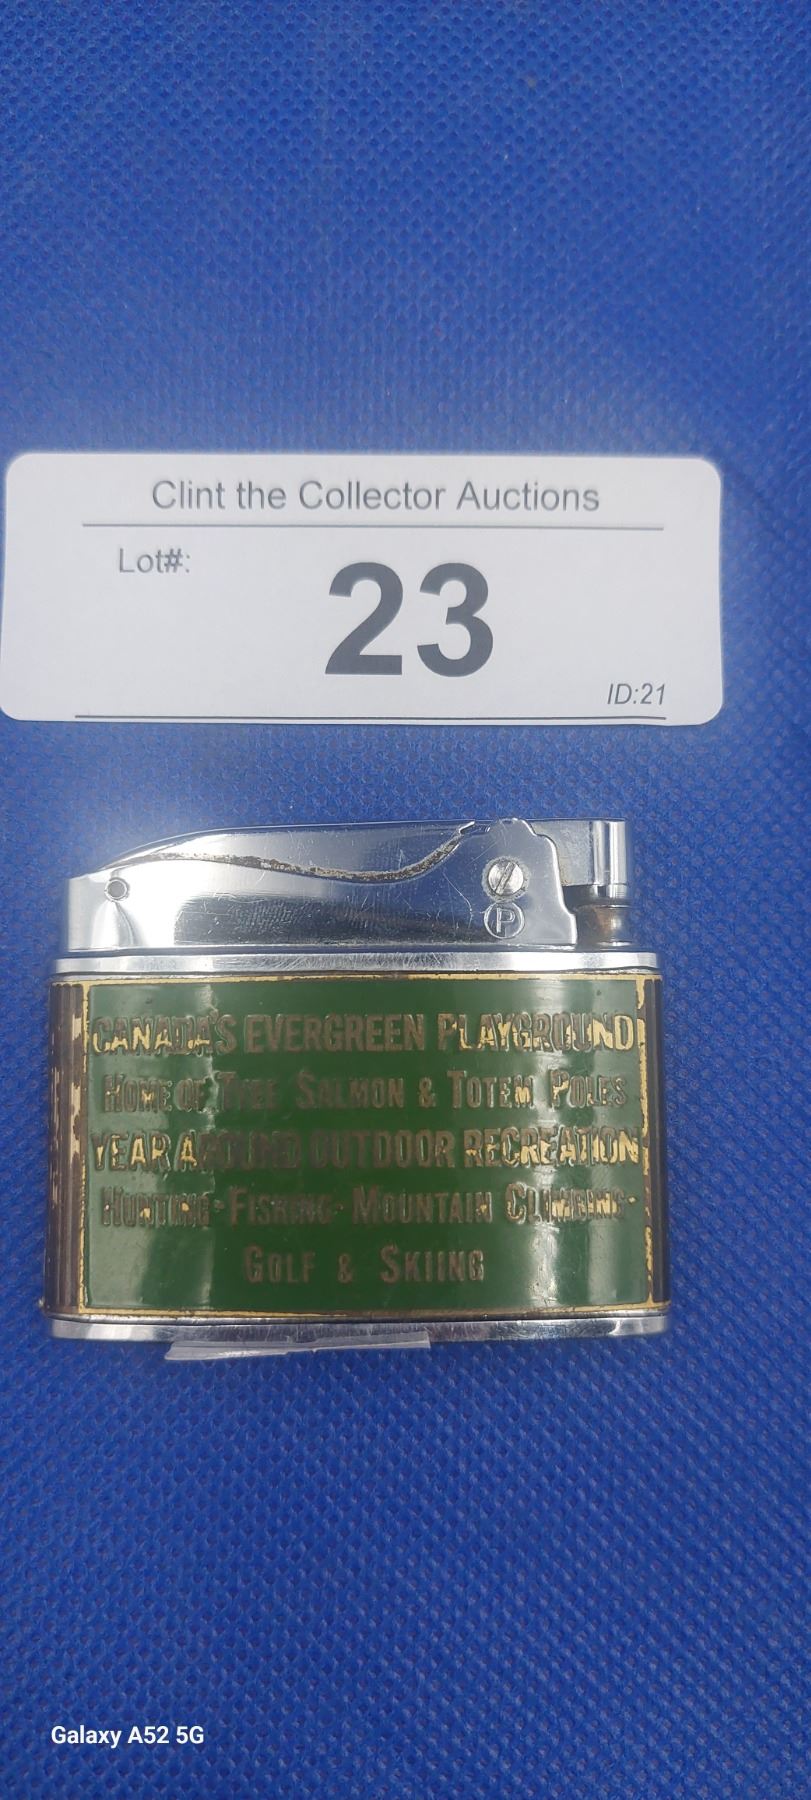 Clint the Collector Auctions
Lot#:
23
ID:21
P
CANADA'S EVERGREEN PLAYGROUND
HOME OF TYEE SALMON & TOTEM POLES
YEAR AROUND OUTDOOR RECREATION
HUNTING-FISHING-MOUNTAIN CLIMBING-
GOLF & SKIING
Galaxy A52 5G